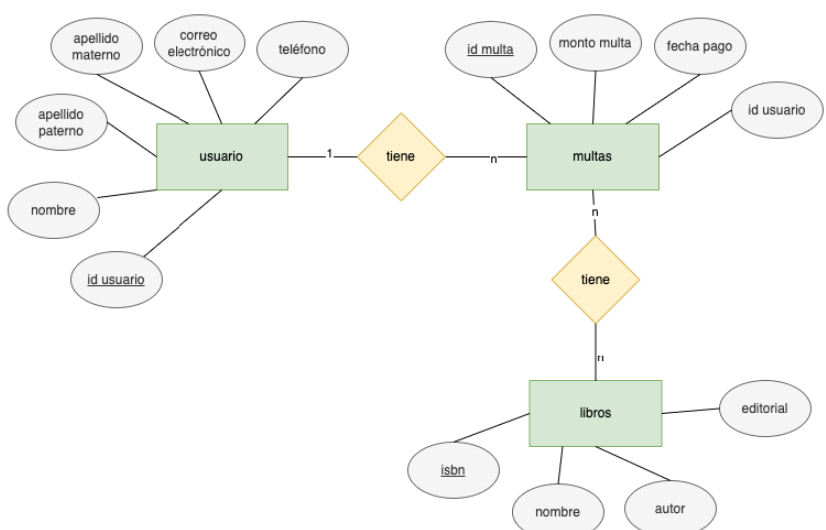 apellido
materno
correo
electrónico
teléfono
id multa
monto multa
fecha pago
apellido
paterno
id usuario
usuario
1
tiene
n
multas
nombre
n
id usuario
tiene
n
libros
editorial
isbn
nombre
autor